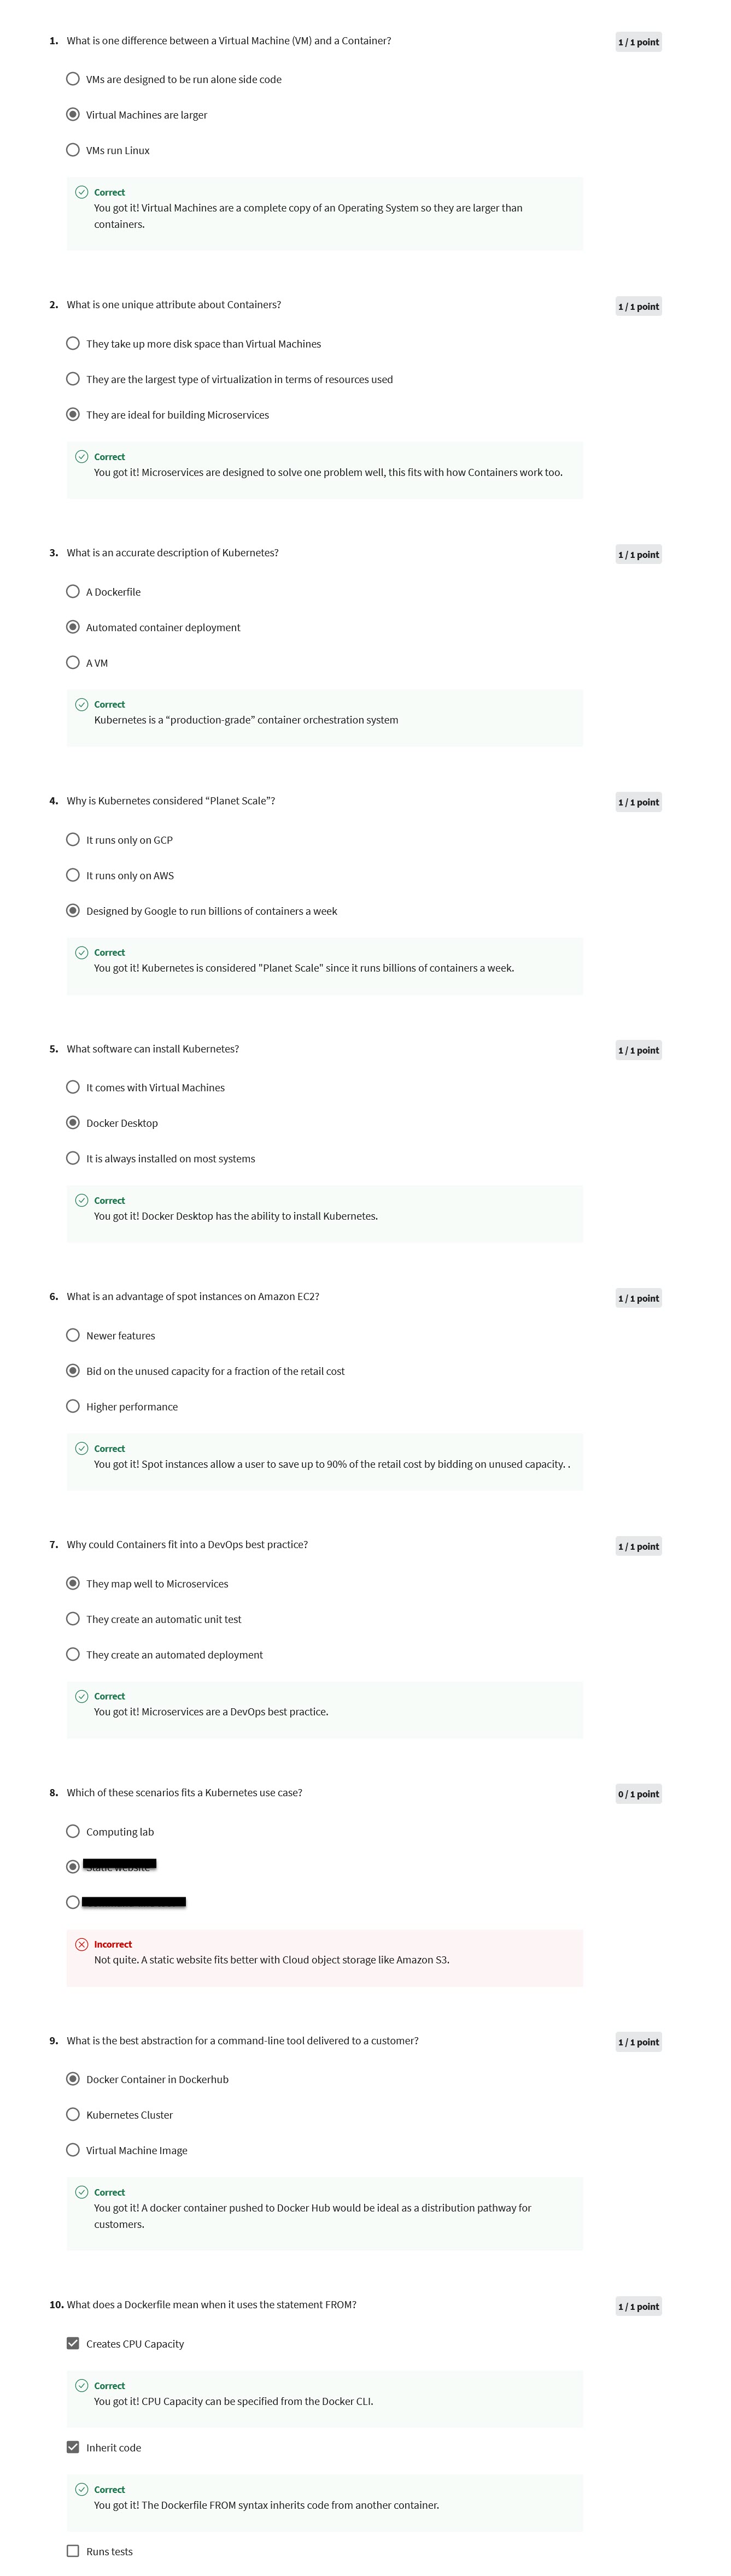 1. What is one difference between a Virtual Machine (VM) and a Container?
1 / 1 point
VMs are designed to be run alone side code
Virtual Machines are larger
VMs run Linux
Correct
You got it! Virtual Machines are a complete copy of an Operating System so they are larger than
containers.
2. What is one unique attribute about Containers?
1 / 1 point
They take up more disk space than Virtual Machines
They are the largest type of virtualization in terms of resources used
They are ideal for building Microservices
Correct
You got it! Microservices are designed to solve one problem well, this fits with how Containers work too.
3. What is an accurate description of Kubernetes?
1 / 1 point
A Dockerfile
Automated container deployment
A VM
Correct
Kubernetes is a “production-grade” container orchestration system
4. Why is Kubernetes considered “Planet Scale”?
1 / 1 point
It runs only on GCP
It runs only on AWS
Designed by Google to run billions of containers a week
Correct
You got it! Kubernetes is considered "Planet Scale" since it runs billions of containers a week.
5. What software can install Kubernetes?
1 / 1 point
It comes with Virtual Machines
Docker Desktop
It is always installed on most systems
Correct
You got it! Docker Desktop has the ability to install Kubernetes.
6. What is an advantage of spot instances on Amazon EC2?
1 / 1 point
Newer features
Bid on the unused capacity for a fraction of the retail cost
Higher performance
Correct
You got it! Spot instances allow a user to save up to 90% of the retail cost by bidding on unused capacity. .
7. Why could Containers fit into a DevOps best practice?
1 / 1 point
They map well to Microservices
They create an automatic unit test
They create an automated deployment
Correct
You got it! Microservices are a DevOps best practice.
8. Which of these scenarios fits a Kubernetes use case?
0 / 1 point
Computing lab
Incorrect
Not quite. A static website fits better with Cloud object storage like Amazon S3.
9. What is the best abstraction for a command-line tool delivered to a customer?
1 / 1 point
Docker Container in Dockerhub
Kubernetes Cluster
Virtual Machine Image
Correct
You got it! A docker container pushed to Docker Hub would be ideal as a distribution pathway for
customers.
10. What does a Dockerfile mean when it uses the statement FROM?
1 / 1 point
Creates CPU Capacity
Correct
You got it! CPU Capacity can be specified from the Docker CLI.
Inherit code
Correct
You got it! The Dockerfile FROM syntax inherits code from another container.
Runs tests